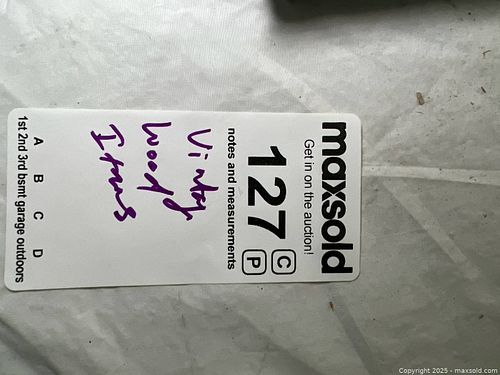 maxsold
Get in on the auction!
127
C
P
notes and measurements
Vintage
Wood
Items
A B C D
1st 2nd 3rd bsmt garage outdoors
Copyright 2025 - maxsold.com